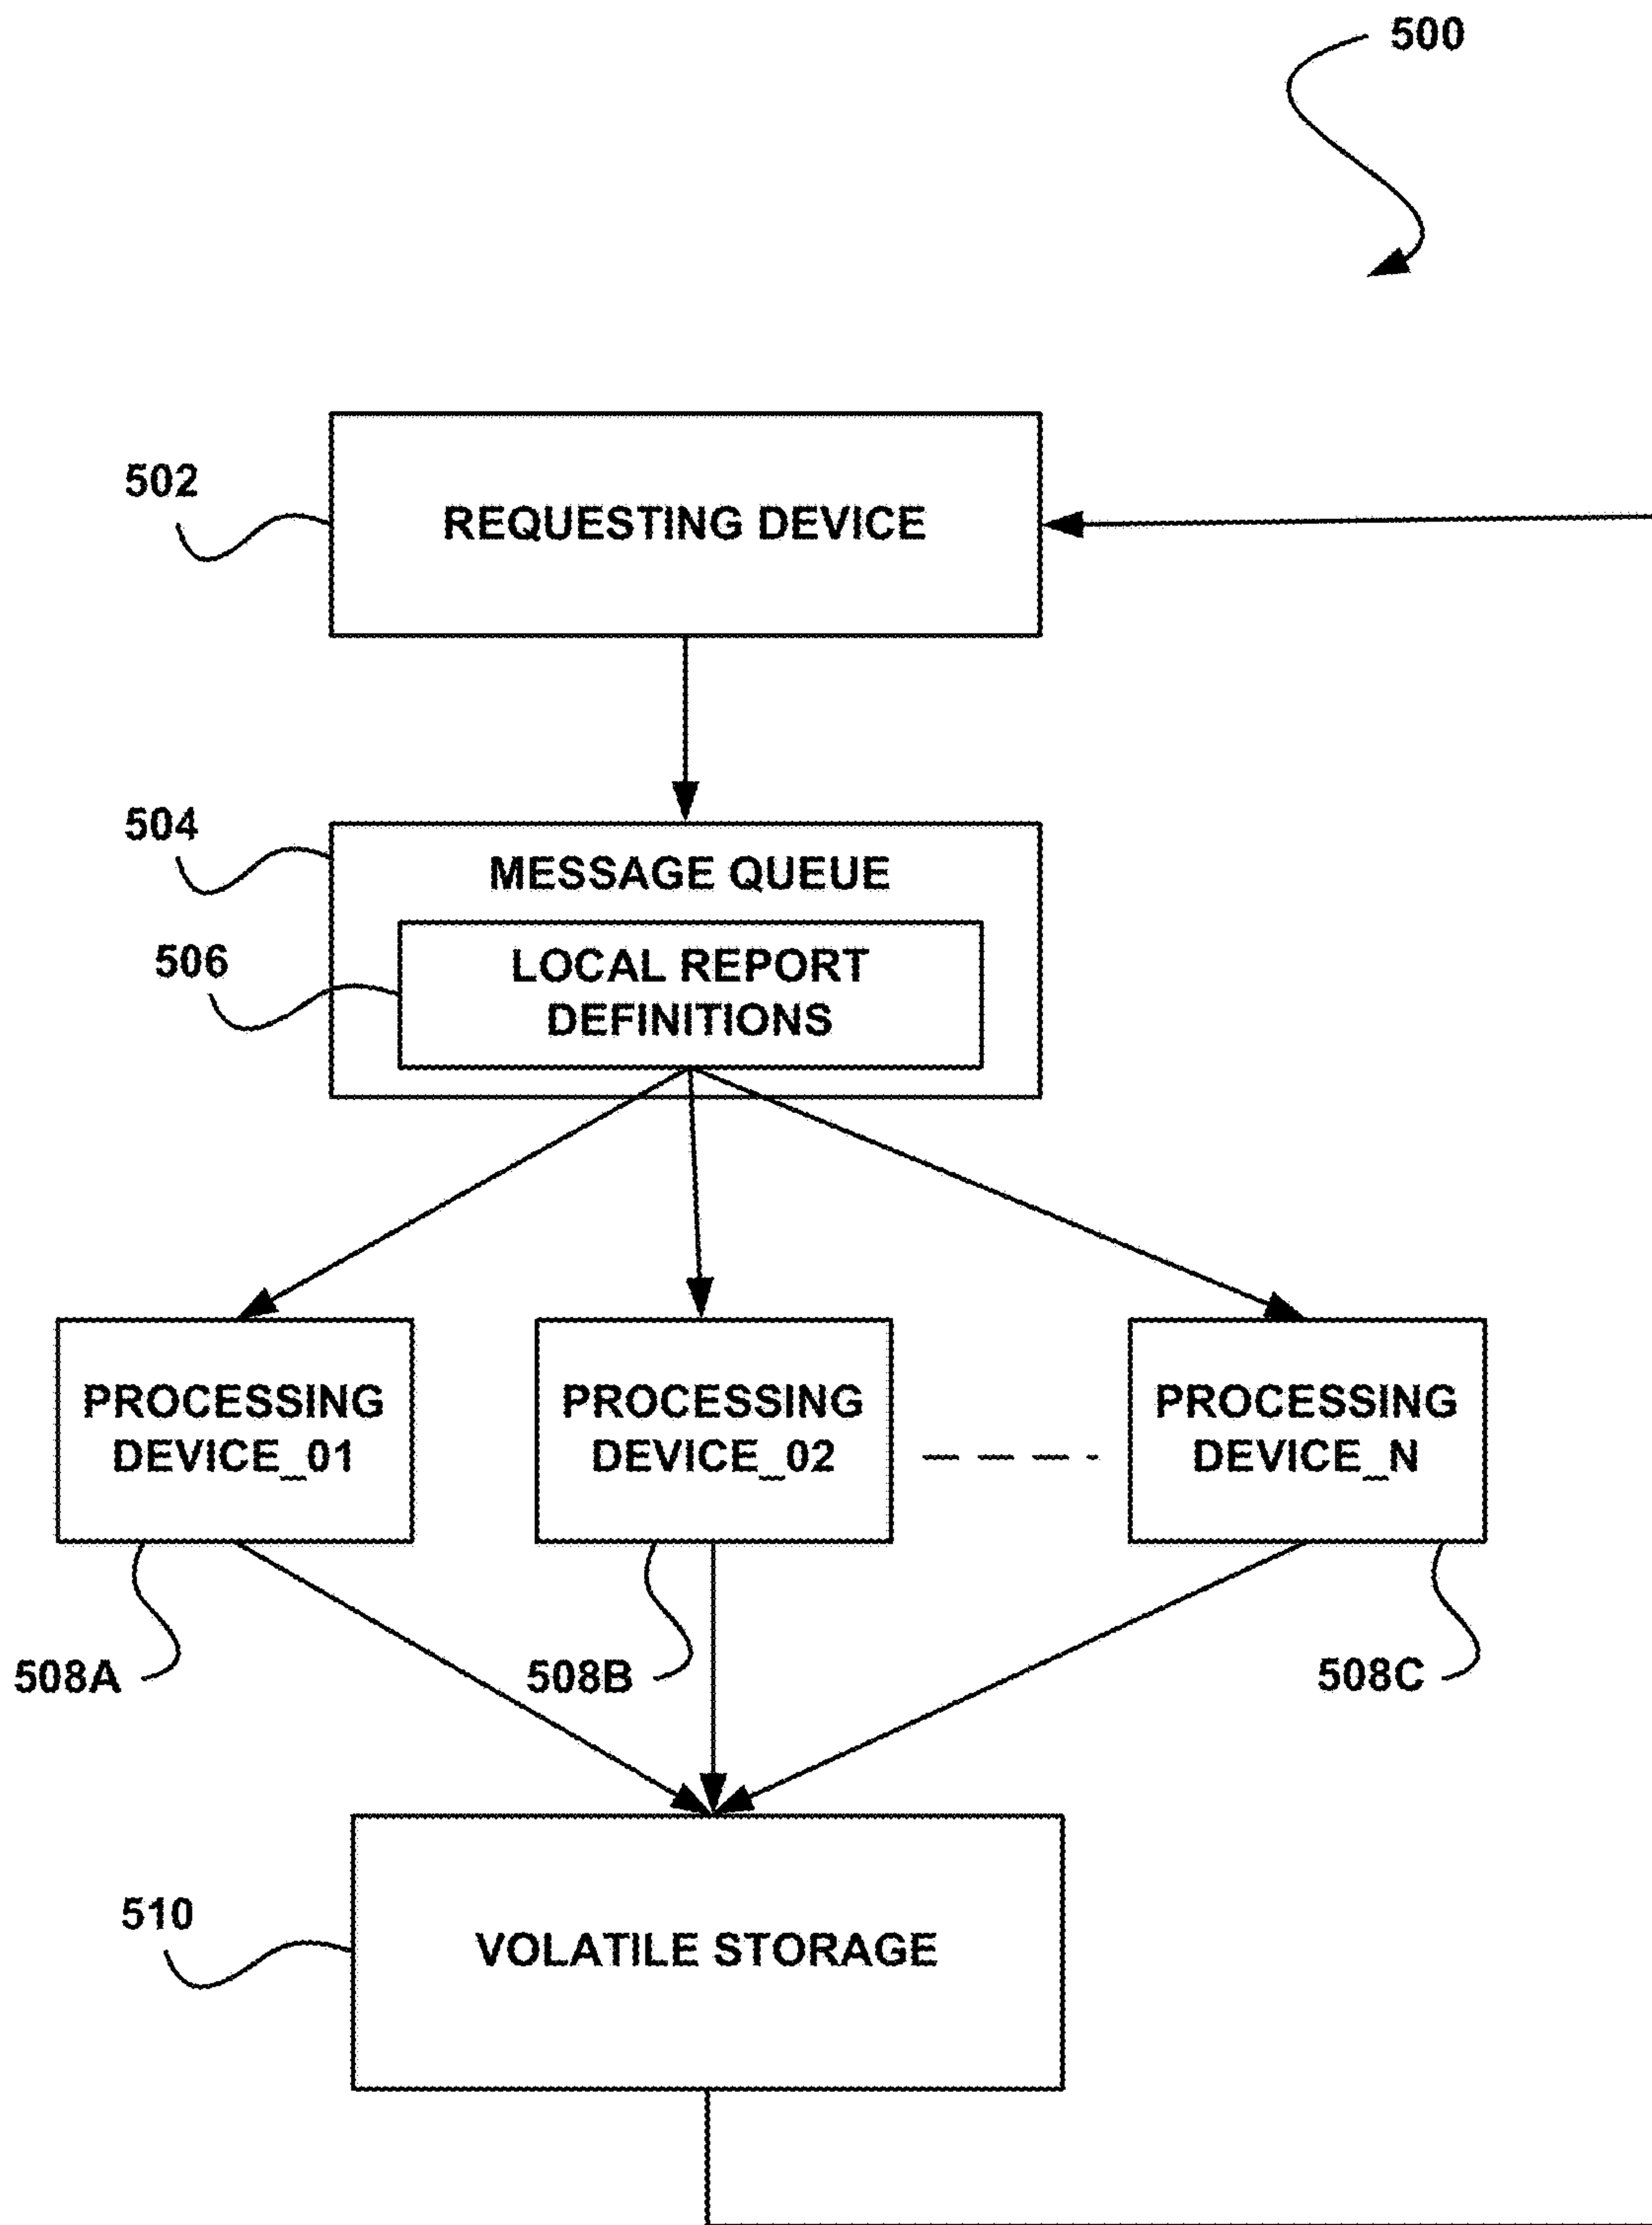 500
502
REQUESTING DEVICE
504
MESSAGE QUEUE
506
LOCAL REPORT
DEFINITIONS
PROCESSING
DEVICE_01
PROCESSING
DEVICE_02
PROCESSING
DEVICE_N
508A
508B
508C
510
VOLATILE STORAGE